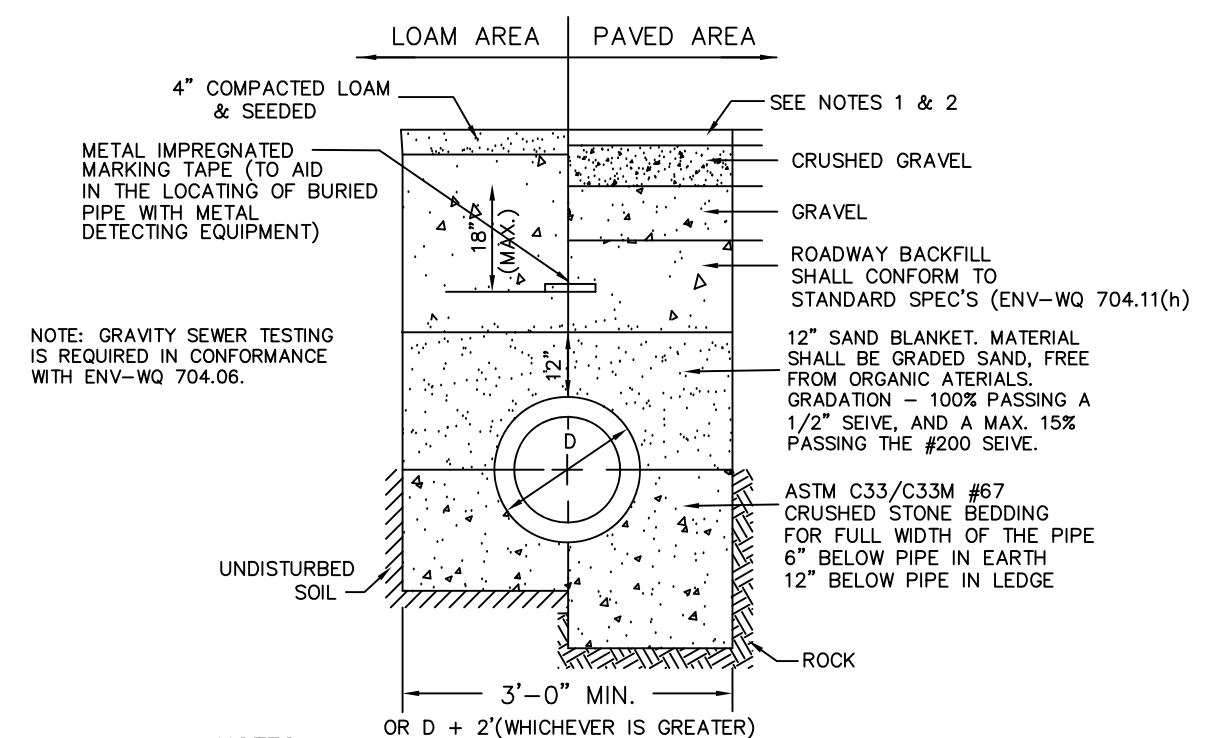 LOAM AREA
PAVED AREA
4" COMPACTED LOAM
& SEEDED
SEE NOTES 1 & 2
METAL IMPREGNATED
MARKING TAPE (TO AID
IN THE LOCATING OF BURIED
PIPE WITH METAL
DETECTING EQUIPMENT)
CRUSHED GRAVEL
GRAVEL
18"
(MAX.)
ROADWAY BACKFILL
SHALL CONFORM TO
STANDARD SPEC'S (ENV-WQ 704.11(h)
NOTE: GRAVITY SEWER TESTING
IS REQUIRED IN CONFORMANCE
WITH ENV-WQ 704.06.
12"
12" SAND BLANKET. MATERIAL
SHALL BE GRADED SAND, FREE
FROM ORGANIC ATERIALS.
GRADATION – 100% PASSING A
1/2" SEIVE, AND A MAX. 15%
PASSING THE #200 SEIVE.
D
ASTM C33/C33M #67
CRUSHED STONE BEDDING
FOR FULL WIDTH OF THE PIPE
6" BELOW PIPE IN EARTH
12" BELOW PIPE IN LEDGE
UNDISTURBED
SOIL
ROCK
3'-0" MIN.
OR D + 2'(WHICHEVER IS GREATER)